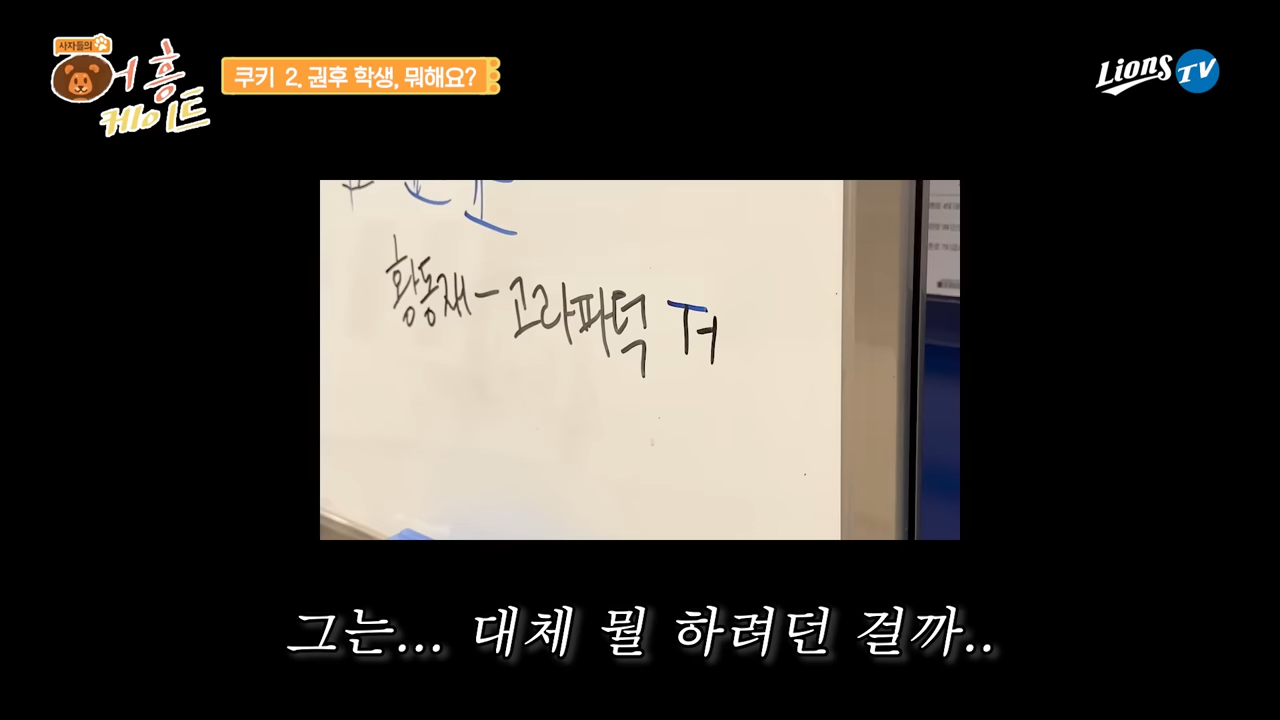 사자들의
어흥
케이트
쿠키 2. 권후 학생, 뭐해요?
Lions TV
황동재-고라파덕
그는... 대체 뭘 하려던 걸까..